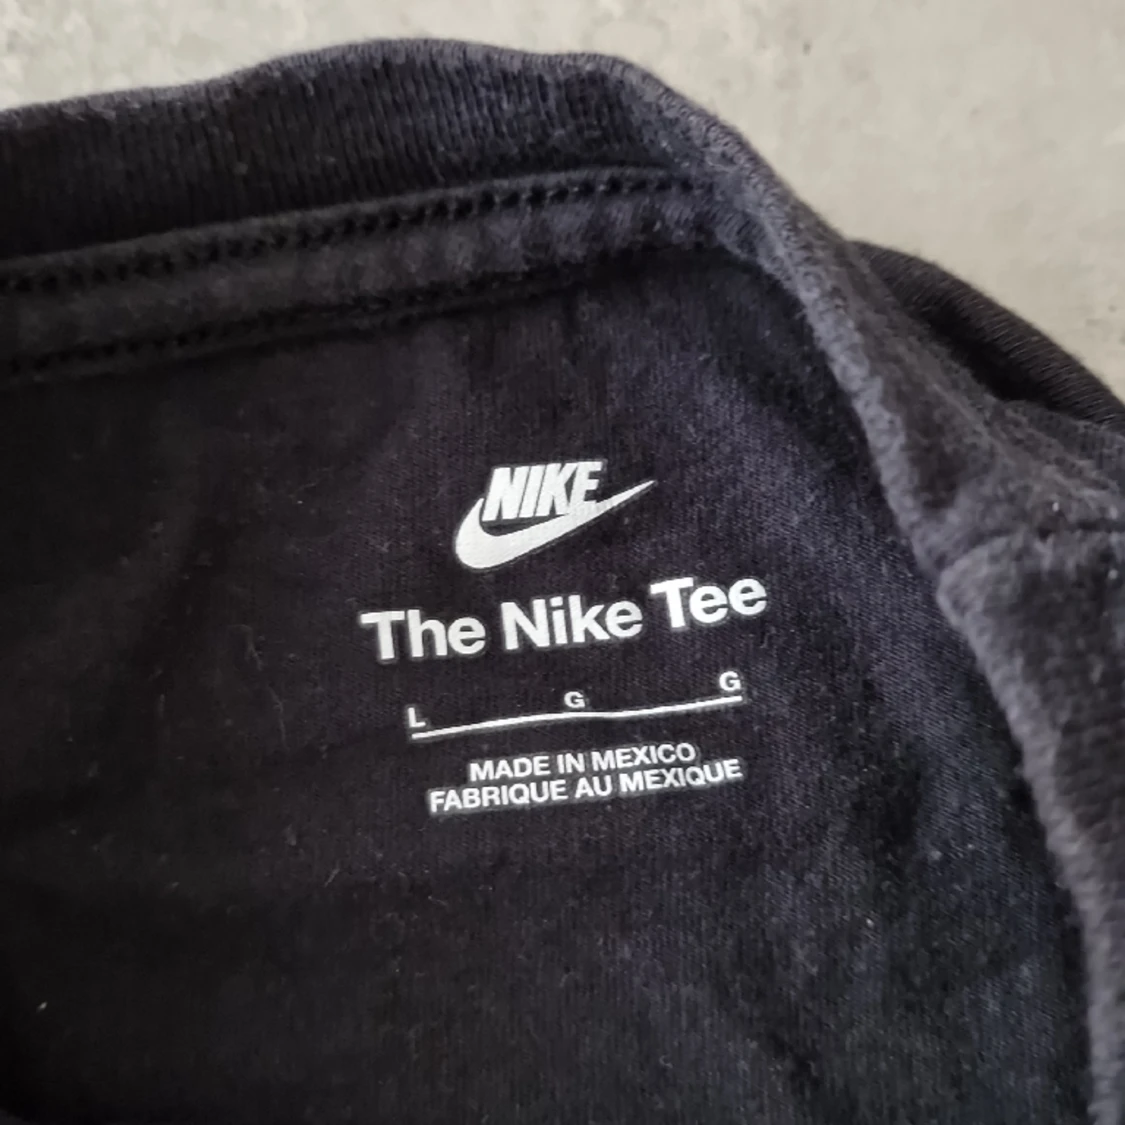 NIKE
The Nike Tee
L G G
MADE IN MEXICO
FABRIQUE AU MEXIQUE